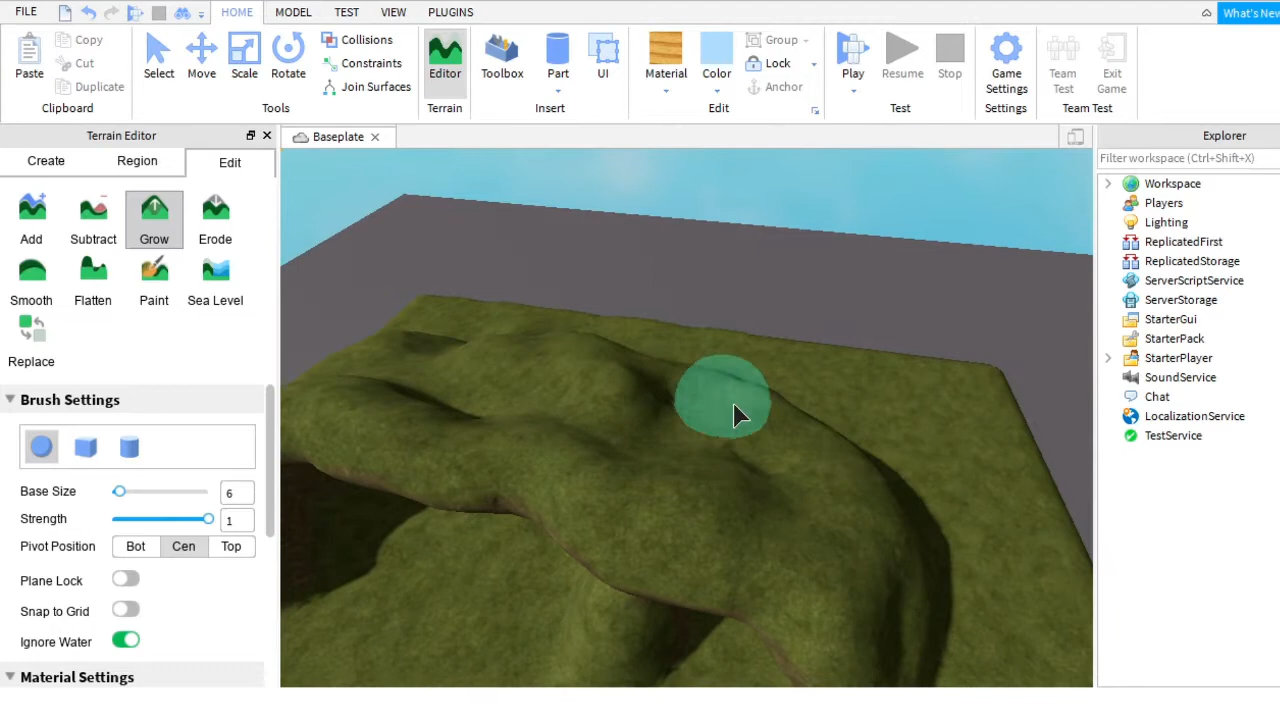 FILE HOME MODEL TEST VIEW PLUGINS
What's New
Paste
Copy
Cut
Duplicate
Clipboard
Select Move Scale Rotate
Collisions
Constraints
Join Surfaces
Tools
Editor
Terrain
Toolbox Part UI
Insert
Material Color
Group
Lock
Anchor
Edit
Play Resume Stop
Test
Game
Settings
Settings
Team
Test
Exit
Game
Team Test
Terrain Editor
Create Region Edit
Add Subtract Grow Erode
Smooth Flatten Paint Sea Level
Replace
Brush Settings
Base Size 6
Strength 1
Pivot Position Bot Cen Top
Plane Lock
Snap to Grid
Ignore Water
Material Settings
Baseplate
Explorer
Filter workspace (Ctrl+Shift+X)
Workspace
Players
Lighting
ReplicatedFirst
ReplicatedStorage
ServerScriptService
ServerStorage
StarterGui
StarterPack
StarterPlayer
SoundService
Chat
LocalizationService
TestService